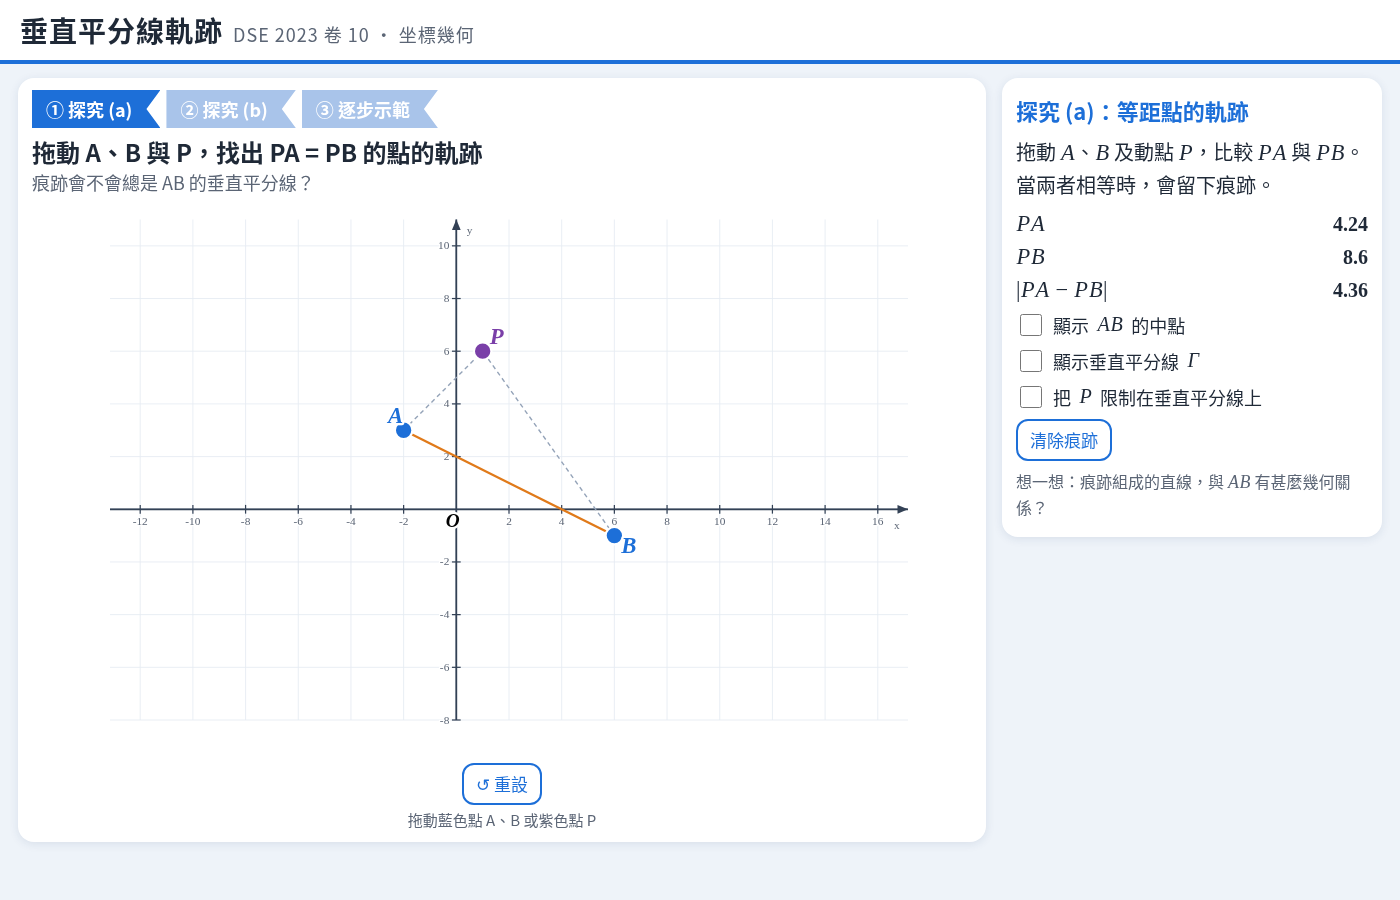 垂直平分線軌跡 DSE 2023 卷 10 · 坐標幾何
① 探究 (a) ② 探究 (b) ③ 逐步示範
拖動 A、B 與 P，找出 PA = PB 的點的軌跡
痕跡會不會總是 AB 的垂直平分線？
y
10
8
P
6
A
4
2
-12 -10 -8 -6 -4 -2 O 2 4 6 8 10 12 14 16 x
B
-2
-4
-6
-8
↺ 重設
拖動藍色點 A、B 或紫色點 P
探究 (a)：等距點的軌跡
拖動 A、B 及動點 P，比較 PA 與 PB。
當兩者相等時，會留下痕跡。
PA 4.24
PB 8.6
|PA − PB| 4.36
顯示 AB 的中點
顯示垂直平分線 Γ
把 P 限制在垂直平分線上
清除痕跡
想一想：痕跡組成的直線，與 AB 有甚麼幾何關
係？